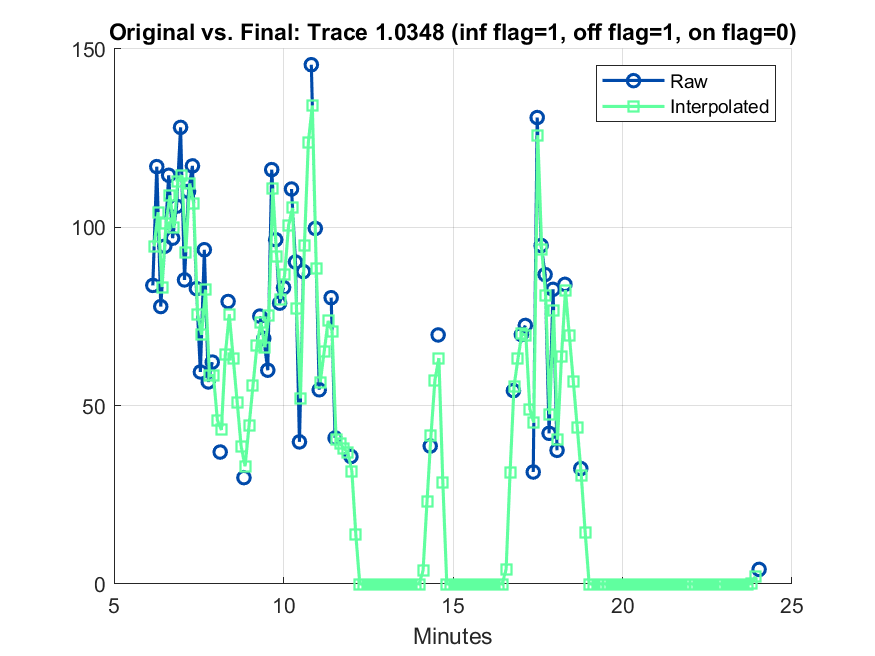 Original vs. Final: Trace 1.0348 (inf flag=1, off flag=1, on flag=0)
150
100
50
0
Raw
Interpolated
5 10 15 20 25
Minutes